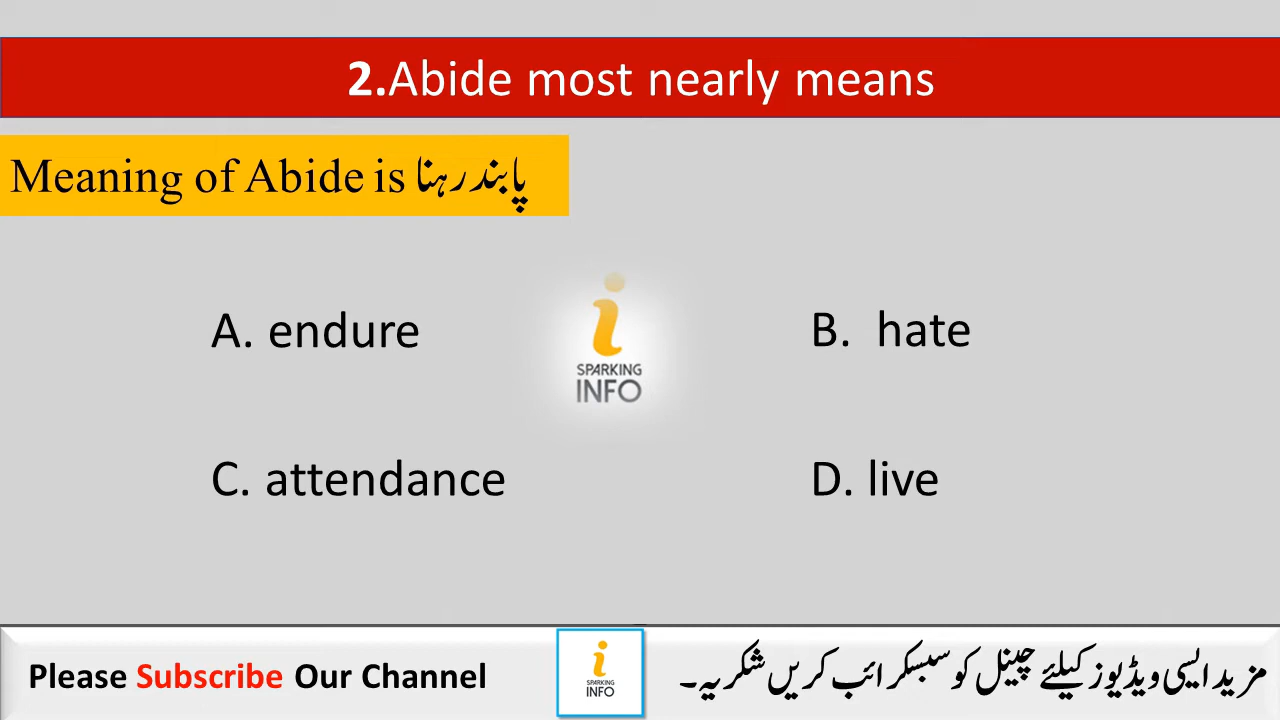 2.Abide most nearly means
Meaning of Abide is پابند رہنا
A. endure
B. hate
SPARKING
INFO
C. attendance
D. live
Please Subscribe Our Channel
SPARKING
INFO
مزید ایسی ویڈیوز کیلئے چینل کو سبسکرائب کریں شکریہ۔